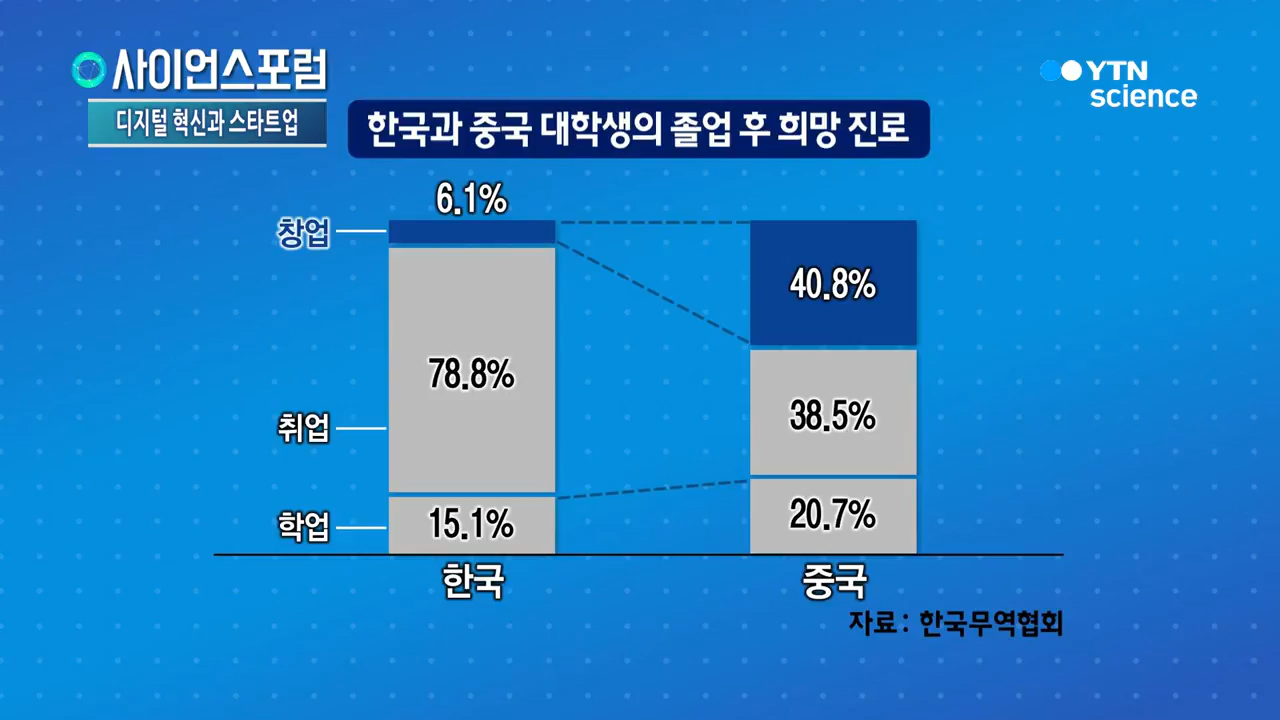 사이언스포럼
디지털 혁신과 스타트업
YTN
science
한국과 중국 대학생의 졸업 후 희망 진로
6.1%
창업
40.8%
78.8%
38.5%
취업
20.7%
15.1%
학업
한국
중국
자료 : 한국무역협회